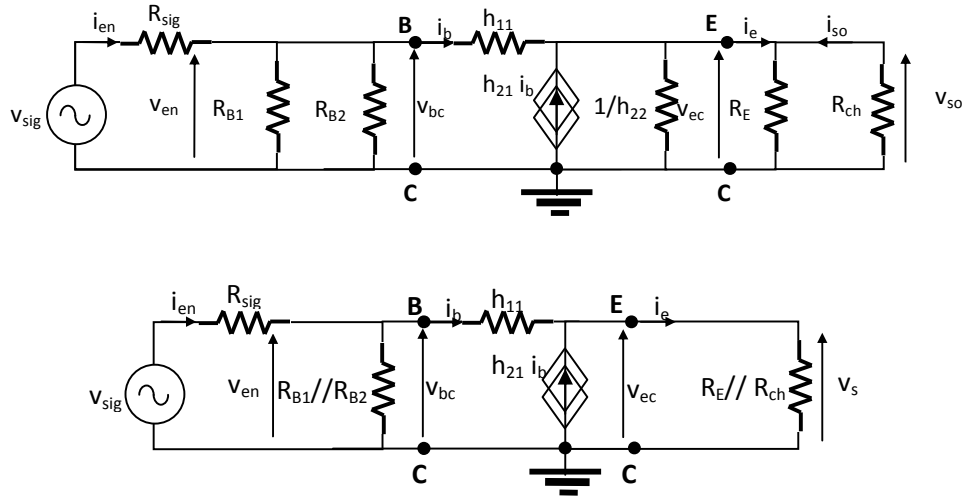 R_sig
i_en
B
i_b
h_11
E
i_e
i_so
v_sig
v_en
R_B1
R_B2
v_bc
h_21 i_b
1/h_22
v_ec
R_E
R_ch
v_so
C
C
R_sig
i_en
B
i_b
h_11
E
i_e
v_sig
v_en
R_B1//R_B2
v_bc
h_21 i_b
v_ec
R_E// R_ch
v_s
C
C